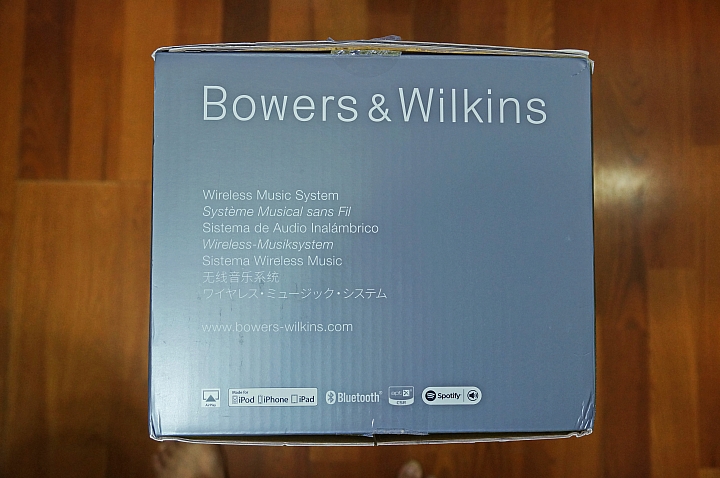 Bowers & Wilkins
Wireless Music System
Système Musical sans Fil
Sistema de Audio Inalámbrico
Wireless-Musiksystem
Sistema Wireless Music
无线音乐系统
ワイヤレス・ミュージック・システム
www.bowers-wilkins.com
AirPlay
Made for
iPod iPhone iPad
Bluetooth®
aptX
Spotify